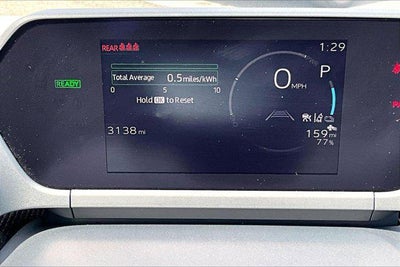 REAR
1:29
READY
Total Average 0.5 miles/kWh
0 5 10
Hold OK to Reset
0 MPH
P
3138 mi
159 mi
77%